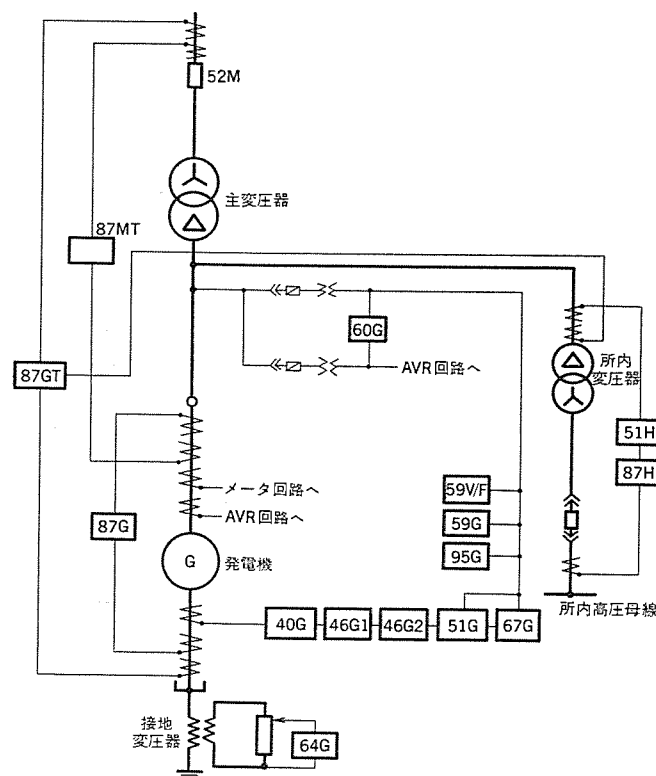 52M
主変圧器
87MT
60G
AVR回路へ
所内
変圧器
87GT
51H
87H
メータ回路へ
59V/F
AVR回路へ
87G
59G
G
発電機
95G
所内高圧母線
40G
46G1
46G2
51G
67G
接地
変圧器
64G